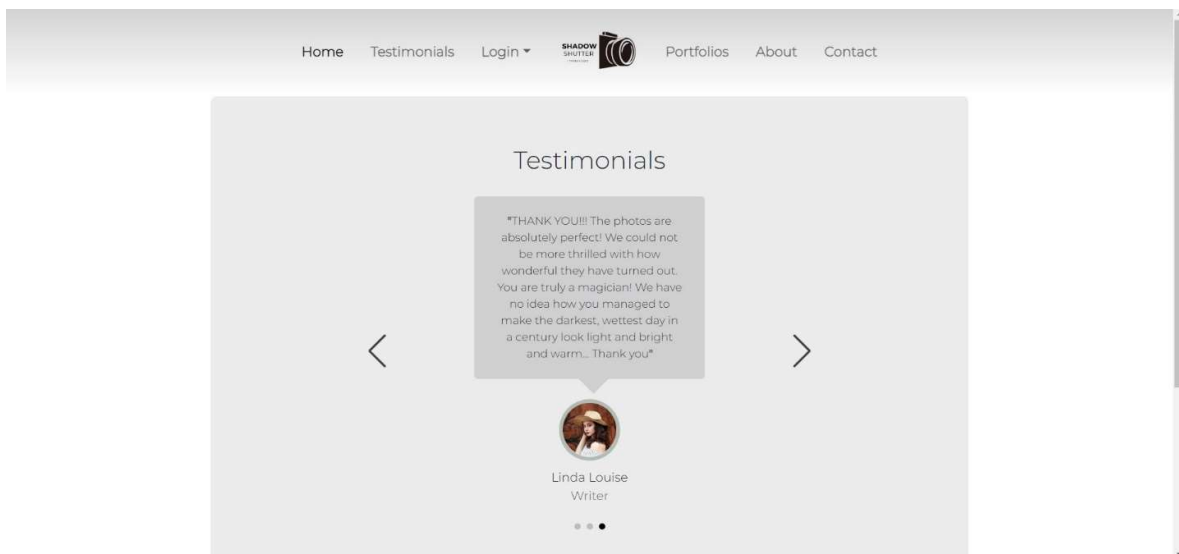 Home Testimonials Login SHADOW SHUTTER Portfolios About Contact
Testimonials
"THANK YOU!!! The photos are
absolutely perfect! We could not
be more thrilled with how
wonderful they have turned out.
You are truly a magician! We have
no idea how you managed to
make the darkest, wettest day in
a century look light and bright
and warm... Thank you"
Linda Louise
Writer